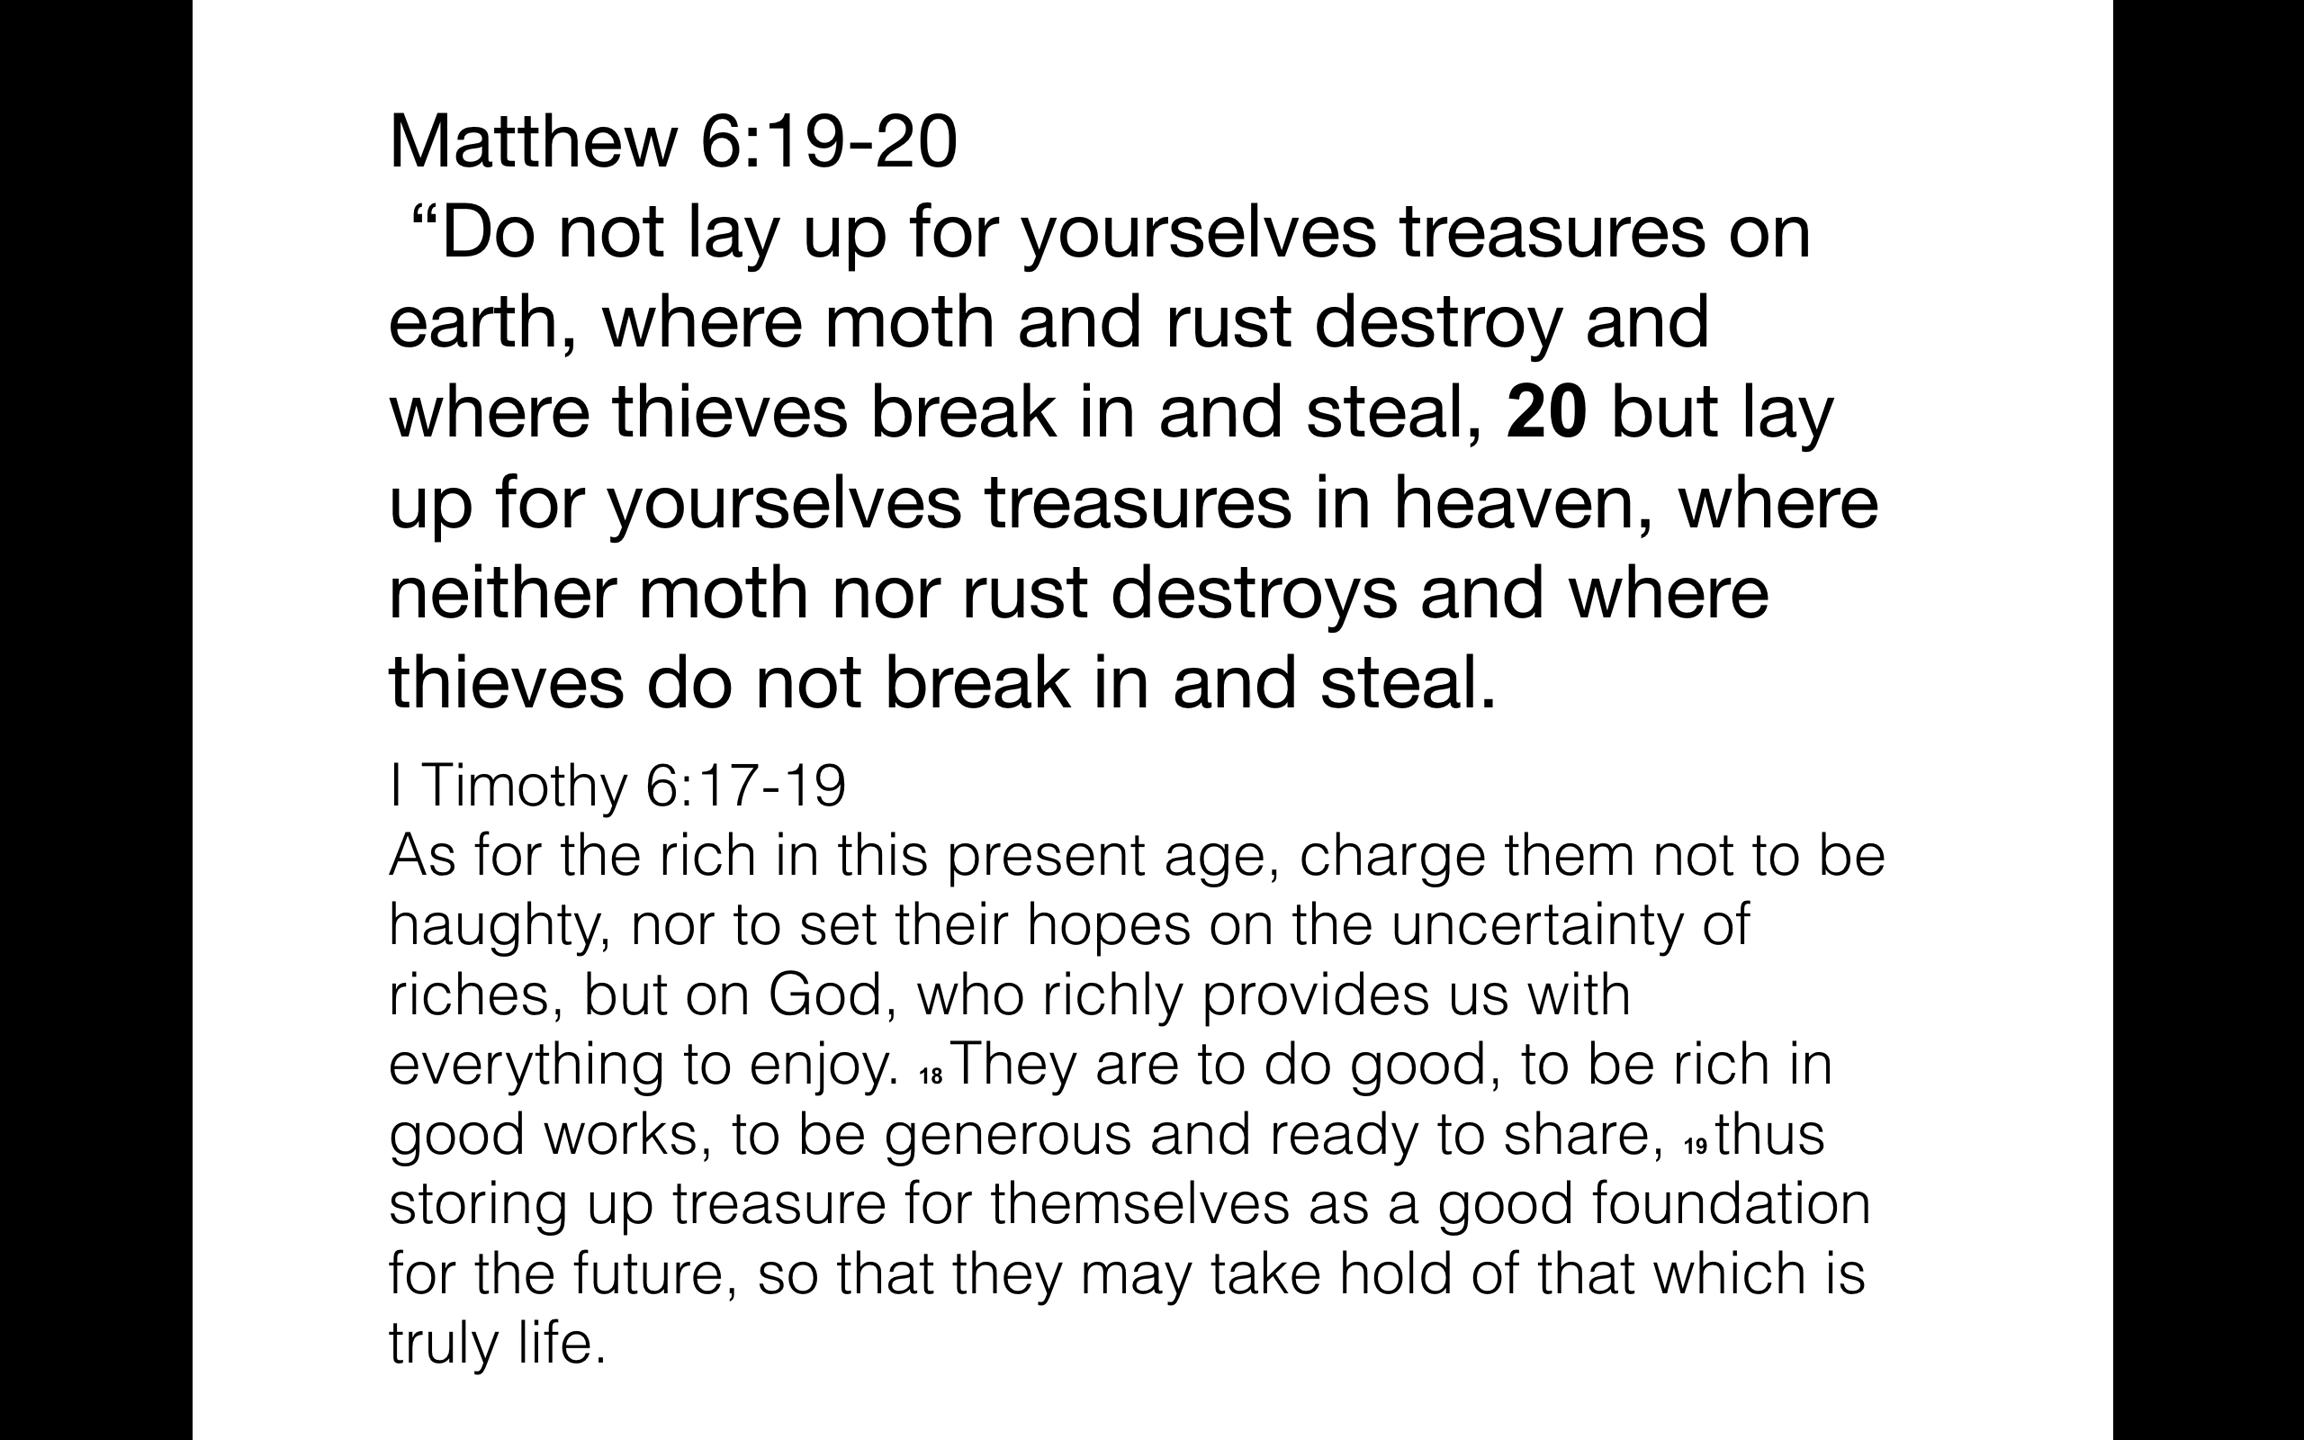 Matthew 6:19-20
“Do not lay up for yourselves treasures on
earth, where moth and rust destroy and
where thieves break in and steal, 20 but lay
up for yourselves treasures in heaven, where
neither moth nor rust destroys and where
thieves do not break in and steal.
I Timothy 6:17-19
As for the rich in this present age, charge them not to be
haughty, nor to set their hopes on the uncertainty of
riches, but on God, who richly provides us with
everything to enjoy. 18 They are to do good, to be rich in
good works, to be generous and ready to share, 19 thus
storing up treasure for themselves as a good foundation
for the future, so that they may take hold of that which is
truly life.